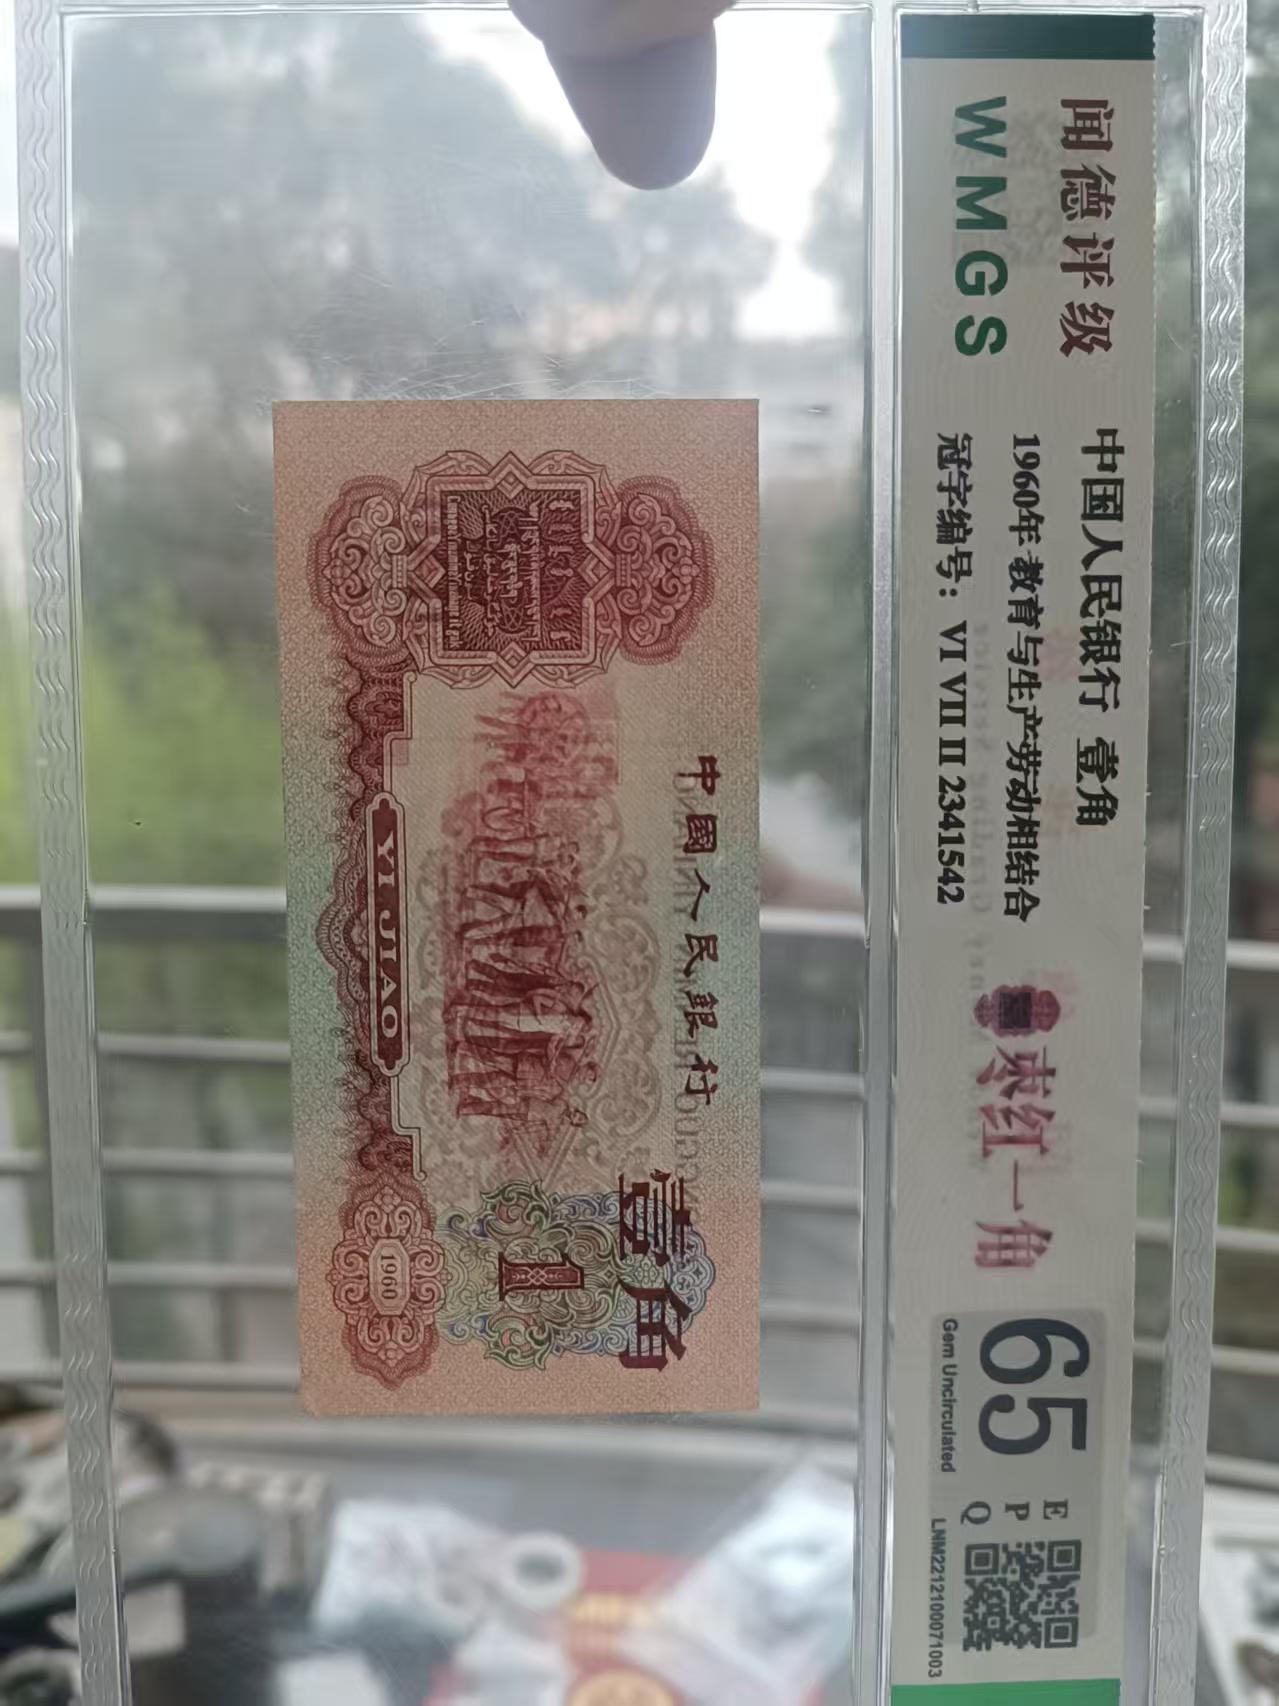 闻德评级
WMGS
中国人民银行 壹角
1960年 教育与生产劳动相结合
冠字编号：VI VII II 2341542
枣红一角
65
Gem Uncirculated
E
P
Q
LNM2212100071003
中國人民銀行
壹角
1
YI JIAO
1960